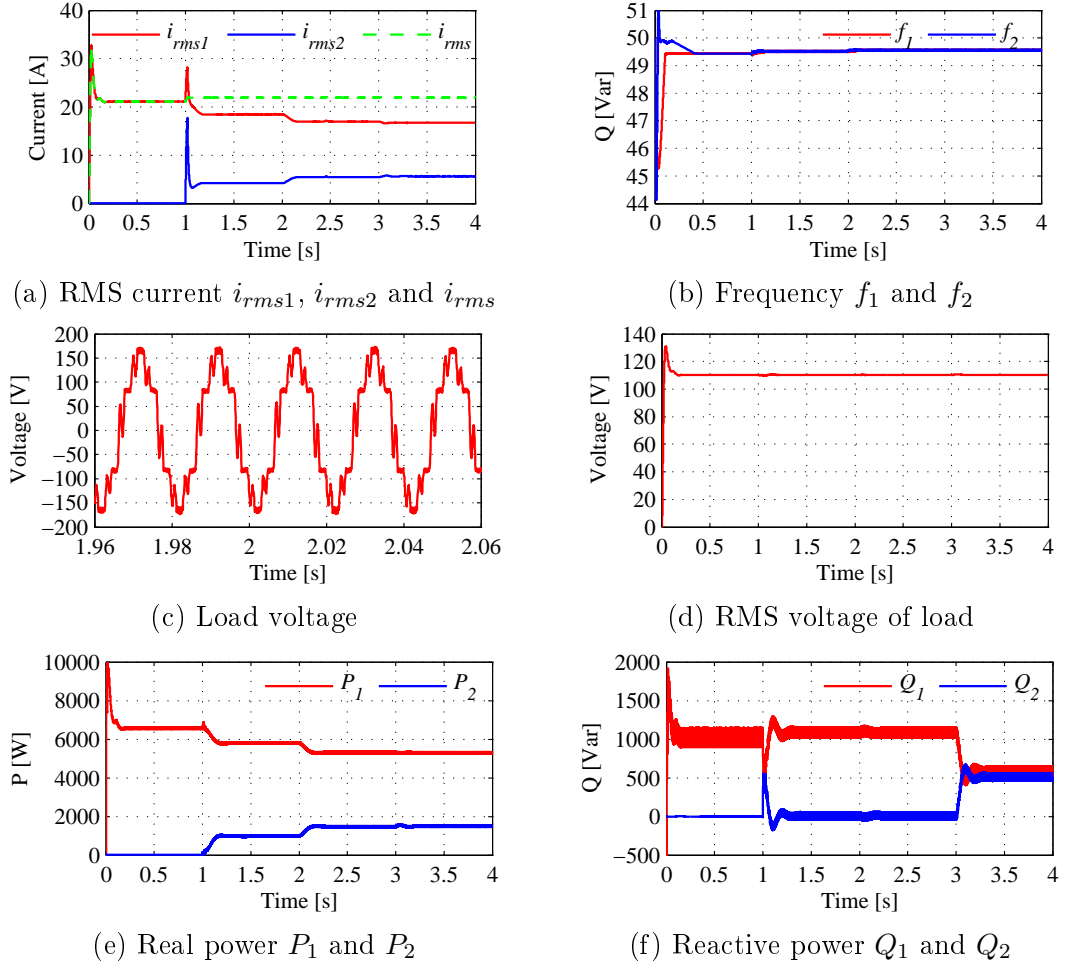 40
30
20
10
0
Current [A]
i_rms1 i_rms2 i_rms
0 0.5 1 1.5 2 2.5 3 3.5 4
Time [s]
(a) RMS current i_rms1, i_rms2 and i_rms
51
50
49
48
47
46
45
44
Q [Var]
f_1 f_2
0 0.5 1 1.5 2 2.5 3 3.5 4
Time [s]
(b) Frequency f_1 and f_2
200
150
100
50
0
−50
−100
−150
−200
Voltage [V]
1.96 1.98 2 2.02 2.04 2.06
Time [s]
(c) Load voltage
140
120
100
80
60
40
20
0
Voltage [V]
0 0.5 1 1.5 2 2.5 3 3.5 4
Time [s]
(d) RMS voltage of load
10000
8000
6000
4000
2000
0
P [W]
P_1 P_2
0 0.5 1 1.5 2 2.5 3 3.5 4
Time [s]
(e) Real power P_1 and P_2
2000
1500
1000
500
0
−500
Q [Var]
Q_1 Q_2
0 0.5 1 1.5 2 2.5 3 3.5 4
Time [s]
(f) Reactive power Q_1 and Q_2